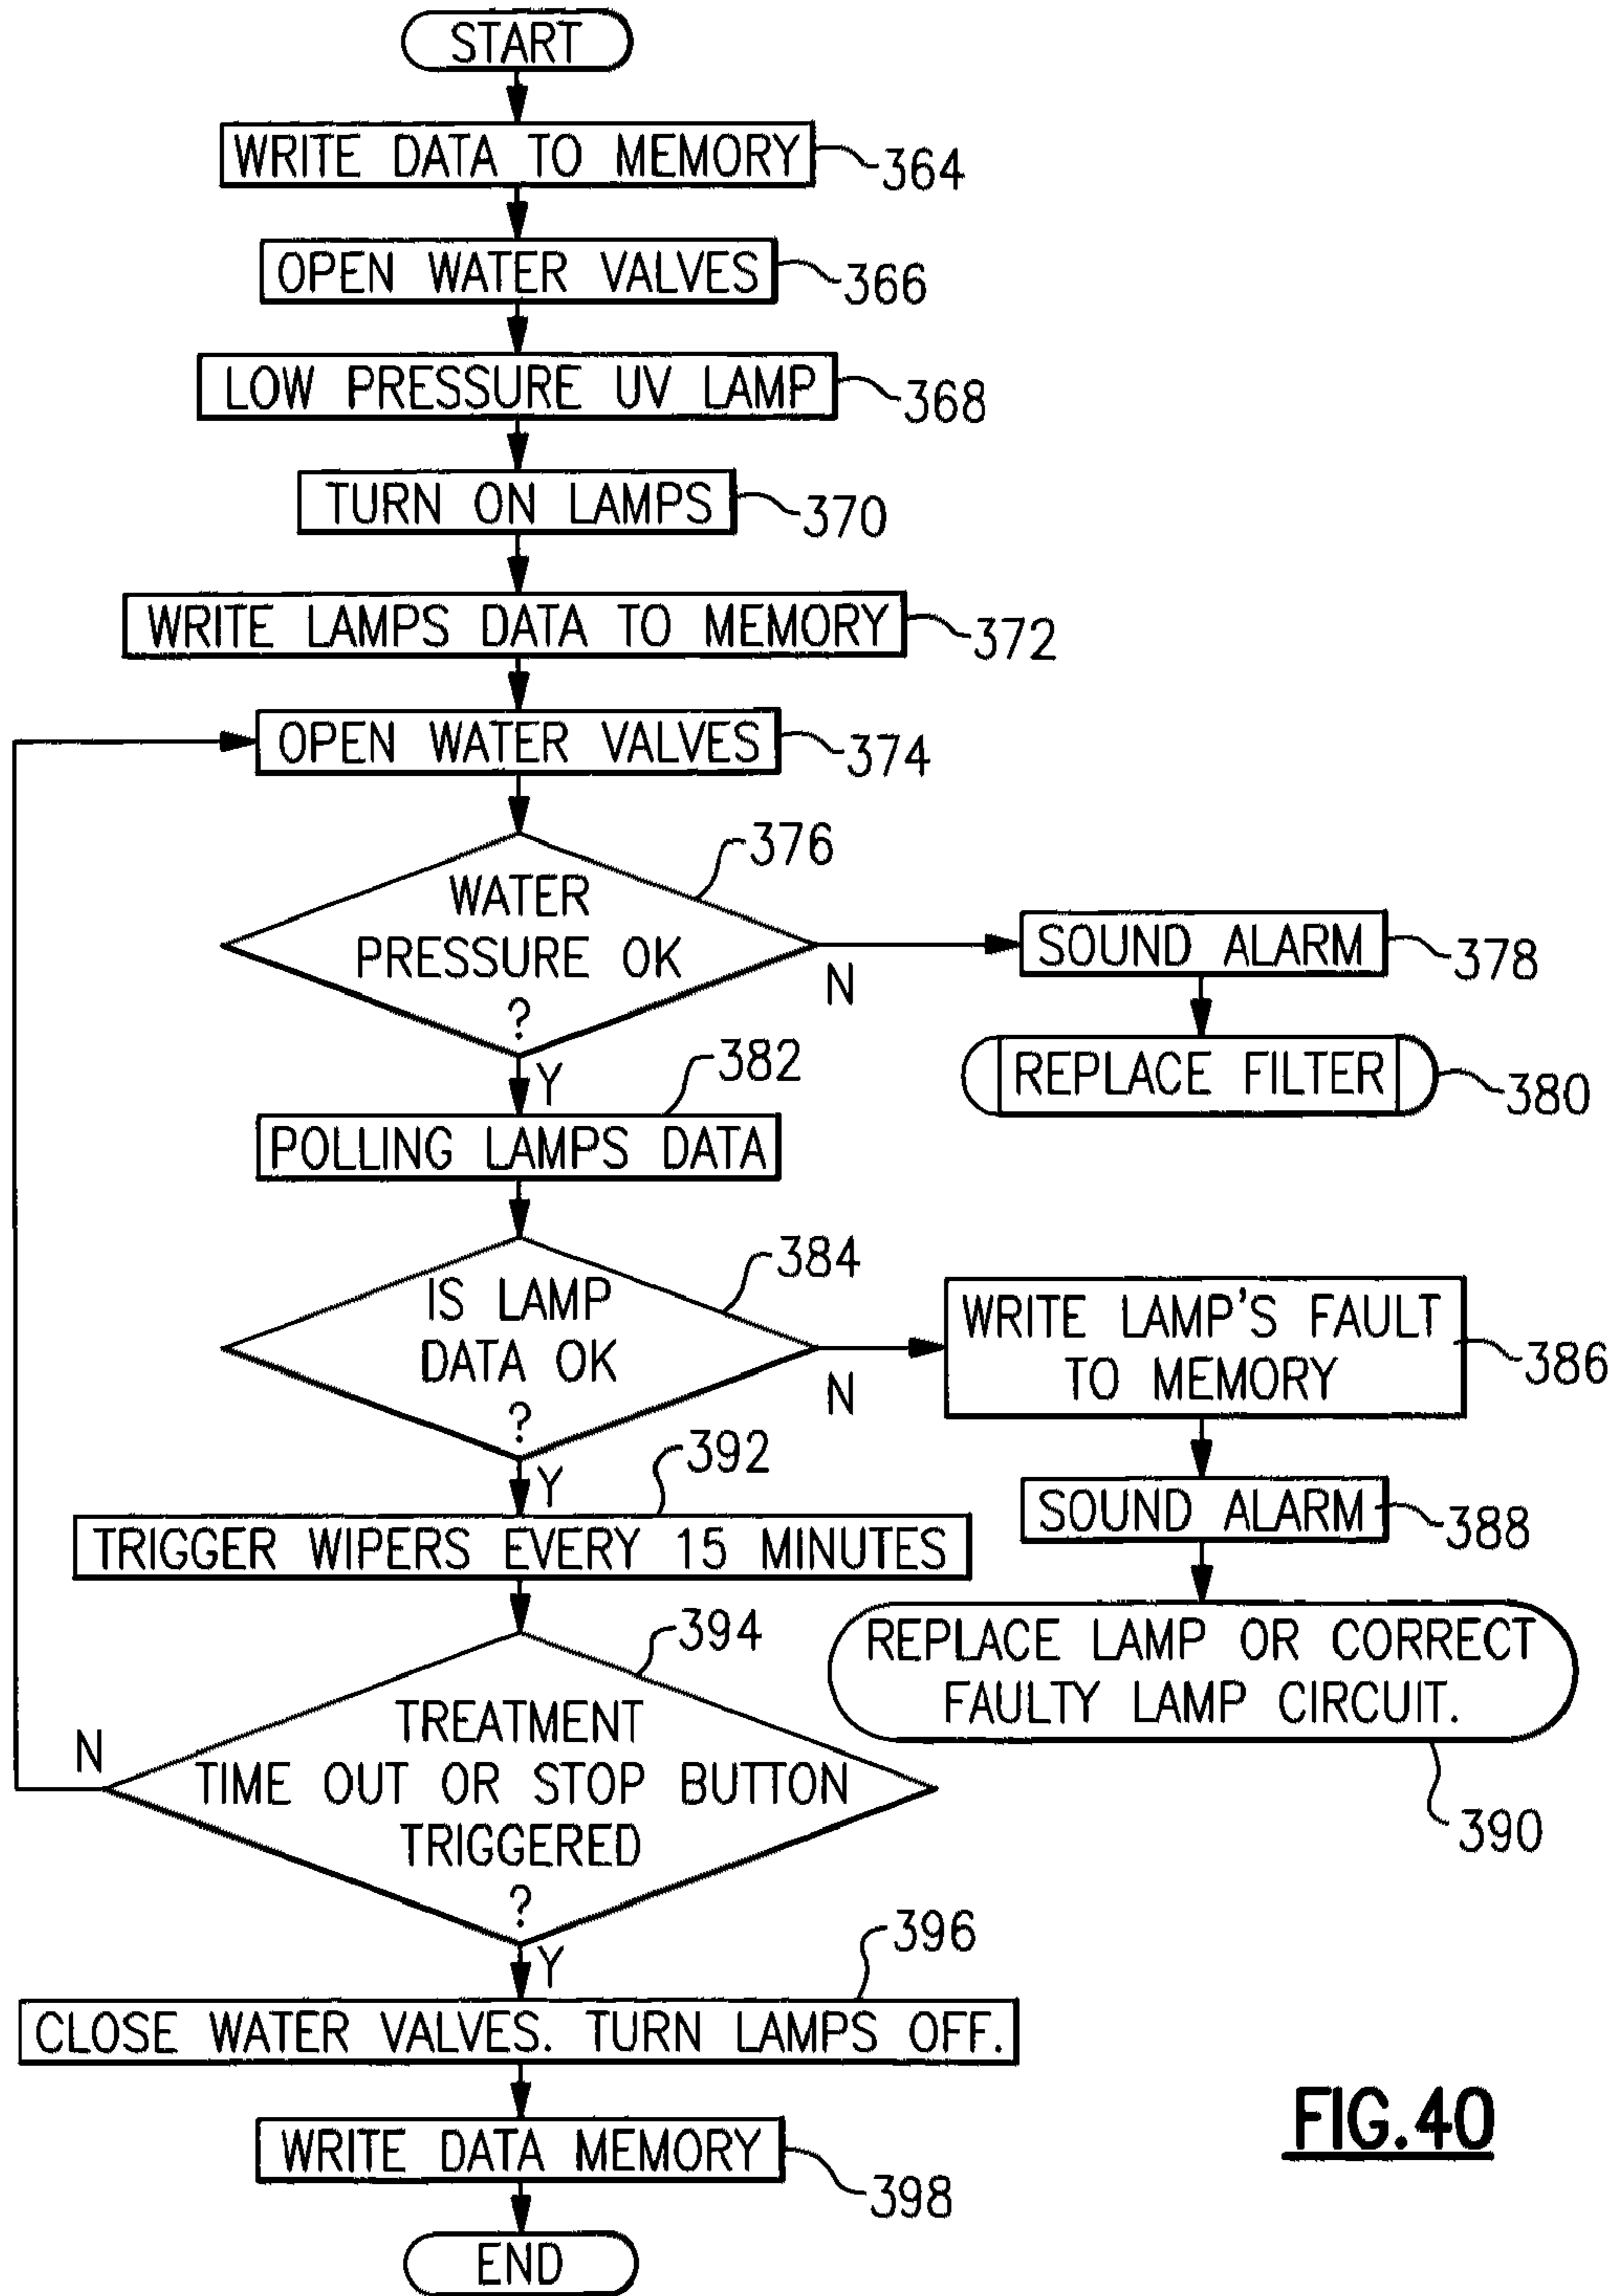 START
WRITE DATA TO MEMORY
364
OPEN WATER VALVES
366
LOW PRESSURE UV LAMP
368
TURN ON LAMPS
370
WRITE LAMPS DATA TO MEMORY
372
OPEN WATER VALVES
374
376
WATER
PRESSURE OK
?
N
SOUND ALARM
378
REPLACE FILTER
380
Y
382
POLLING LAMPS DATA
384
IS LAMP
DATA OK
?
N
WRITE LAMP'S FAULT
TO MEMORY
386
SOUND ALARM
388
REPLACE LAMP OR CORRECT
FAULTY LAMP CIRCUIT.
390
Y
392
TRIGGER WIPERS EVERY 15 MINUTES
394
TREATMENT
TIME OUT OR STOP BUTTON
TRIGGERED
?
N
Y
396
CLOSE WATER VALVES. TURN LAMPS OFF.
WRITE DATA MEMORY
398
END
FIG.40